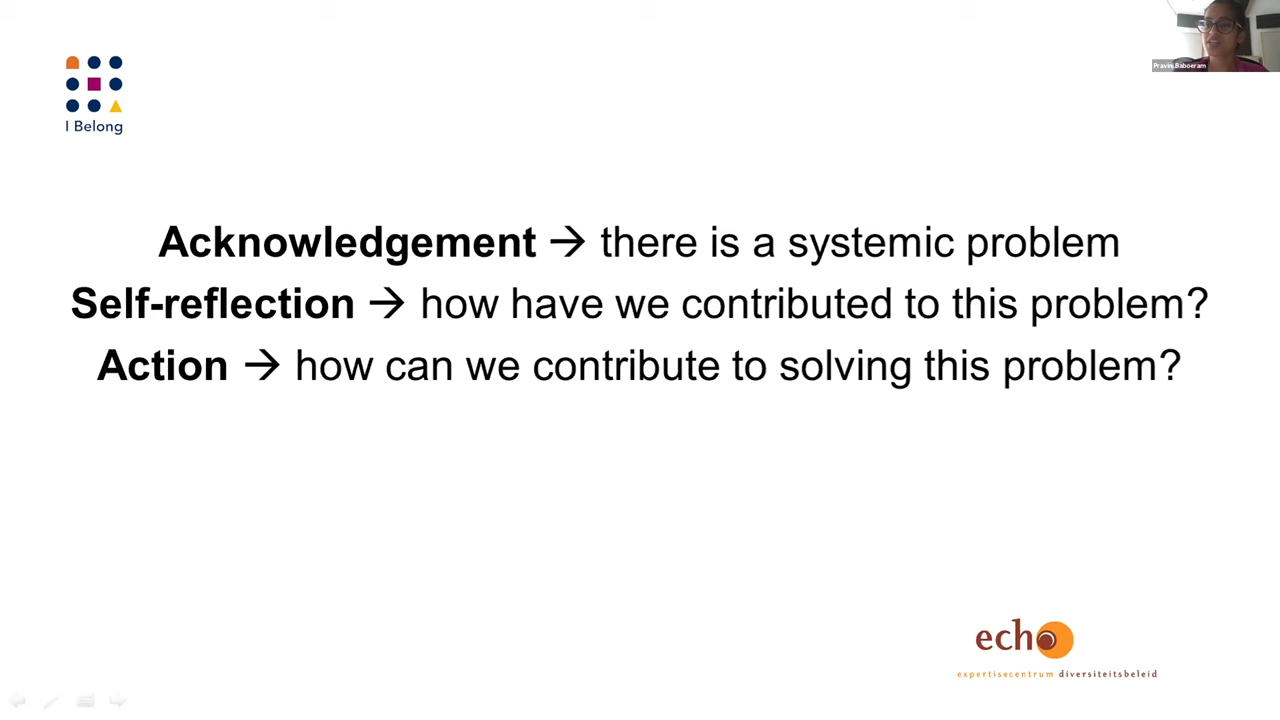 Pravini Baboeram
I Belong
Acknowledgement → there is a systemic problem
Self-reflection → how have we contributed to this problem?
Action → how can we contribute to solving this problem?
echo
expertisecentrum diversiteitsbeleid